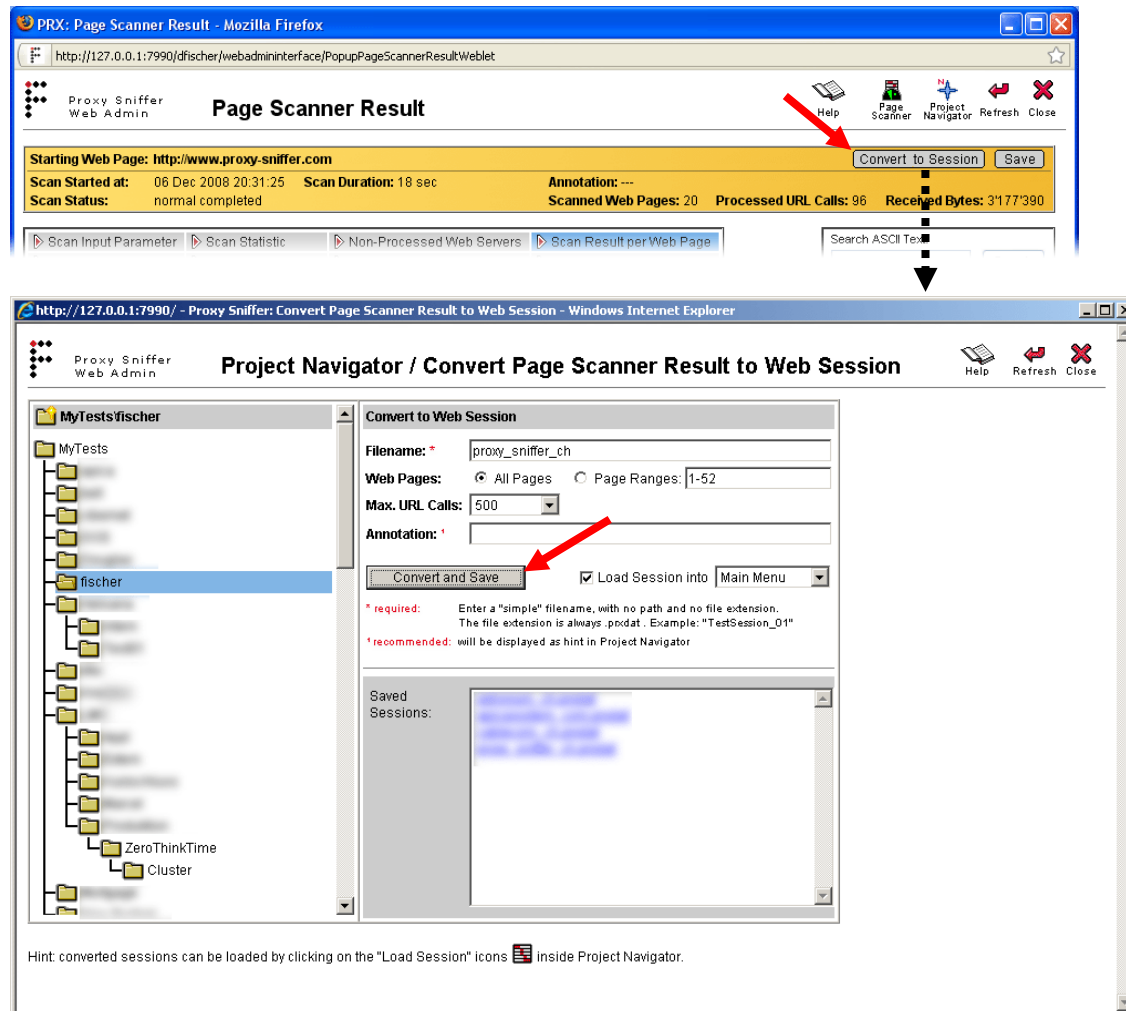 PRX: Page Scanner Result - Mozilla Firefox
http://127.0.0.1:7990/dfischer/webadmininterface/PopupPageScannerResultWeblet
Proxy Sniffer
Web Admin
Page Scanner Result
Help
Page Scanner
Project Navigator
Refresh
Close
Starting Web Page: http://www.proxy-sniffer.com
Convert to Session
Save
Scan Started at: 06 Dec 2008 20:31:25 Scan Duration: 18 sec Annotation: ---
Scan Status: normal completed Scanned Web Pages: 20 Processed URL Calls: 96 Received Bytes: 3'177'390
Scan Input Parameter
Scan Statistic
Non-Processed Web Servers
Scan Result per Web Page
Search ASCII Text
http://127.0.0.1:7990/ - Proxy Sniffer: Convert Page Scanner Result to Web Session - Windows Internet Explorer
Proxy Sniffer
Web Admin
Project Navigator / Convert Page Scanner Result to Web Session
Help
Refresh
Close
MyTests\fischer
MyTests
fischer
ZeroThinkTime
Cluster
Convert to Web Session
Filename: * proxy_sniffer_ch
Web Pages: All Pages Page Ranges: 1-52
Max. URL Calls: 500
Annotation: ¹
Convert and Save
Load Session into Main Menu
* required: Enter a "simple" filename, with no path and no file extension.
The file extension is always .prxdat . Example: "TestSession_01"
¹ recommended: will be displayed as hint in Project Navigator
Saved
Sessions:
Hint: converted sessions can be loaded by clicking on the "Load Session" icons inside Project Navigator.